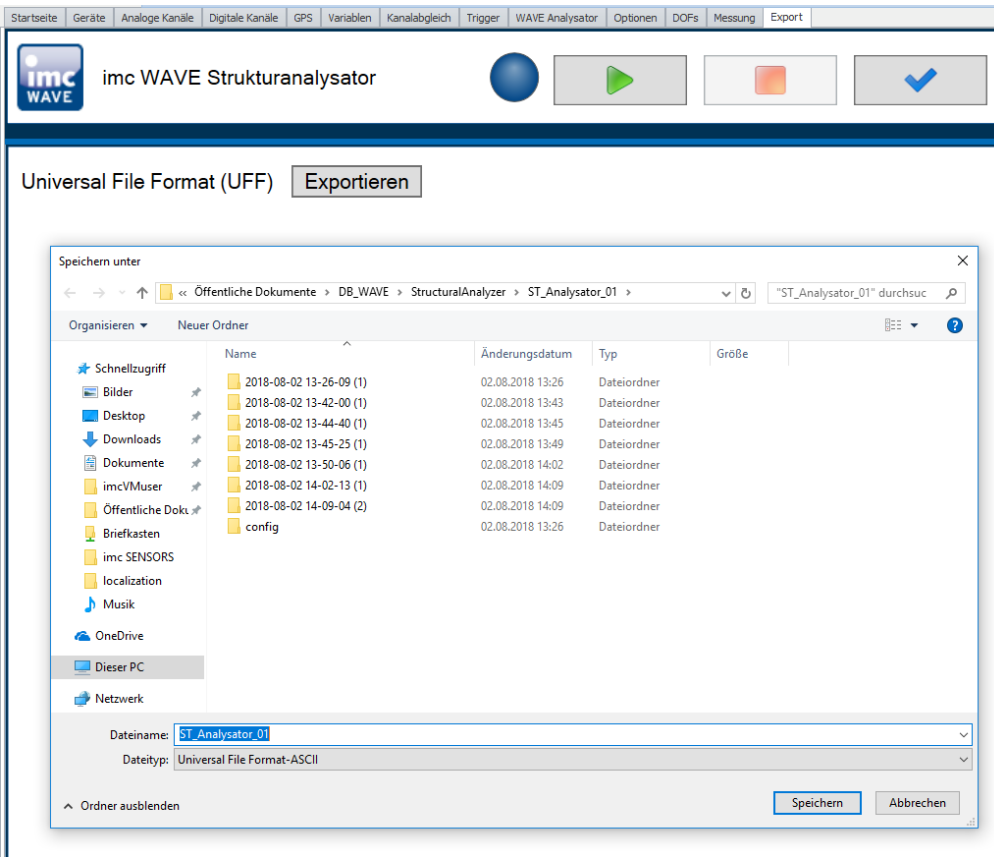 Startseite Geräte Analoge Kanäle Digitale Kanäle GPS Variablen Kanalabgleich Trigger WAVE Analysator Optionen DOFs Messung Export
imc WAVE
imc WAVE Strukturanalysator
Universal File Format (UFF) Exportieren
Speichern unter
« Öffentliche Dokumente › DB_WAVE › StructuralAnalyzer › ST_Analysator_01 › "ST_Analysator_01" durchsuc
Organisieren Neuer Ordner
Name Änderungsdatum Typ Größe
Schnellzugriff
Bilder
Desktop
Downloads
Dokumente
imcVMuser
Öffentliche Doku
Briefkasten
imc SENSORS
localization
Musik
OneDrive
Dieser PC
Netzwerk
2018-08-02 13-26-09 (1) 02.08.2018 13:26 Dateiordner
2018-08-02 13-42-00 (1) 02.08.2018 13:43 Dateiordner
2018-08-02 13-44-40 (1) 02.08.2018 13:45 Dateiordner
2018-08-02 13-45-25 (1) 02.08.2018 13:49 Dateiordner
2018-08-02 13-50-06 (1) 02.08.2018 14:02 Dateiordner
2018-08-02 14-02-13 (1) 02.08.2018 14:09 Dateiordner
2018-08-02 14-09-04 (2) 02.08.2018 14:09 Dateiordner
config 02.08.2018 13:26 Dateiordner
Dateiname: ST_Analysator_01
Dateityp: Universal File Format-ASCII
Ordner ausblenden Speichern Abbrechen